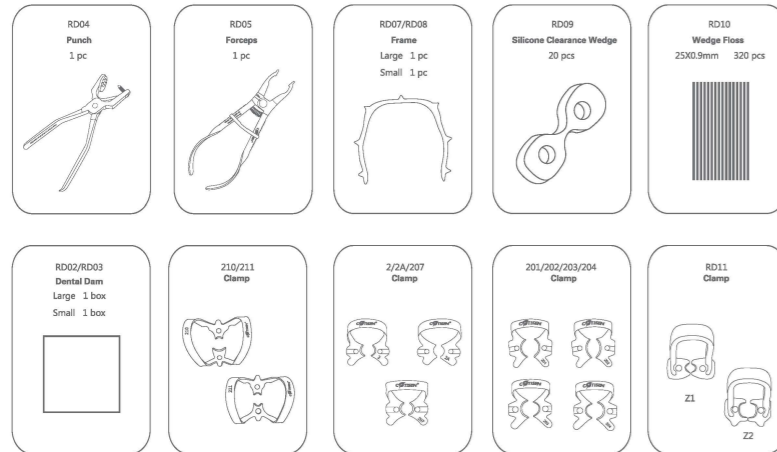 RD04
Punch
1 pc
RD05
Forceps
1 pc
RD07/RD08
Frame
Large 1 pc
Small 1 pc
RD09
Silicone Clearance Wedge
20 pcs
RD10
Wedge Floss
25X0.9mm 320 pcs
RD02/RD03
Dental Dam
Large 1 box
Small 1 box
210/211
Clamp
210
211
2/2A/207
Clamp
201/202/203/204
Clamp
RD11
Clamp
Z1
Z2